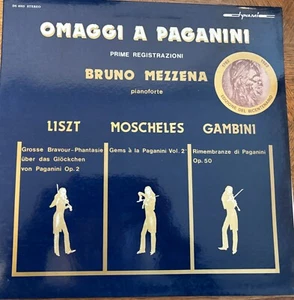 OMAGGI A PAGANINI
PRIME REGISTRAZIONI
BRUNO MEZZENA
pianoforte
LISZT
MOSCHELES
GAMBINI
Grosse Bravour-Phantasie
über das Glöckchen
von Paganini Op.2
Gems à la Paganini Vol. 2°
Rimembranze di Paganini
Op.50